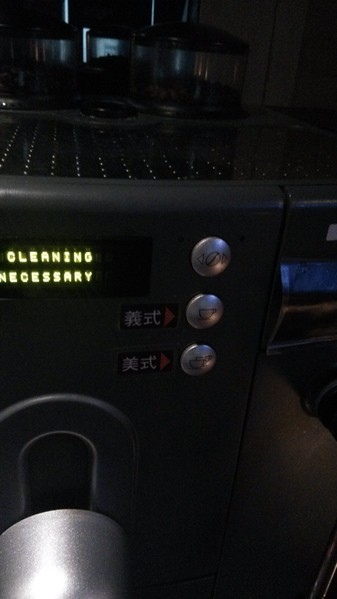 CLEANING
NECESSARY
義式
美式